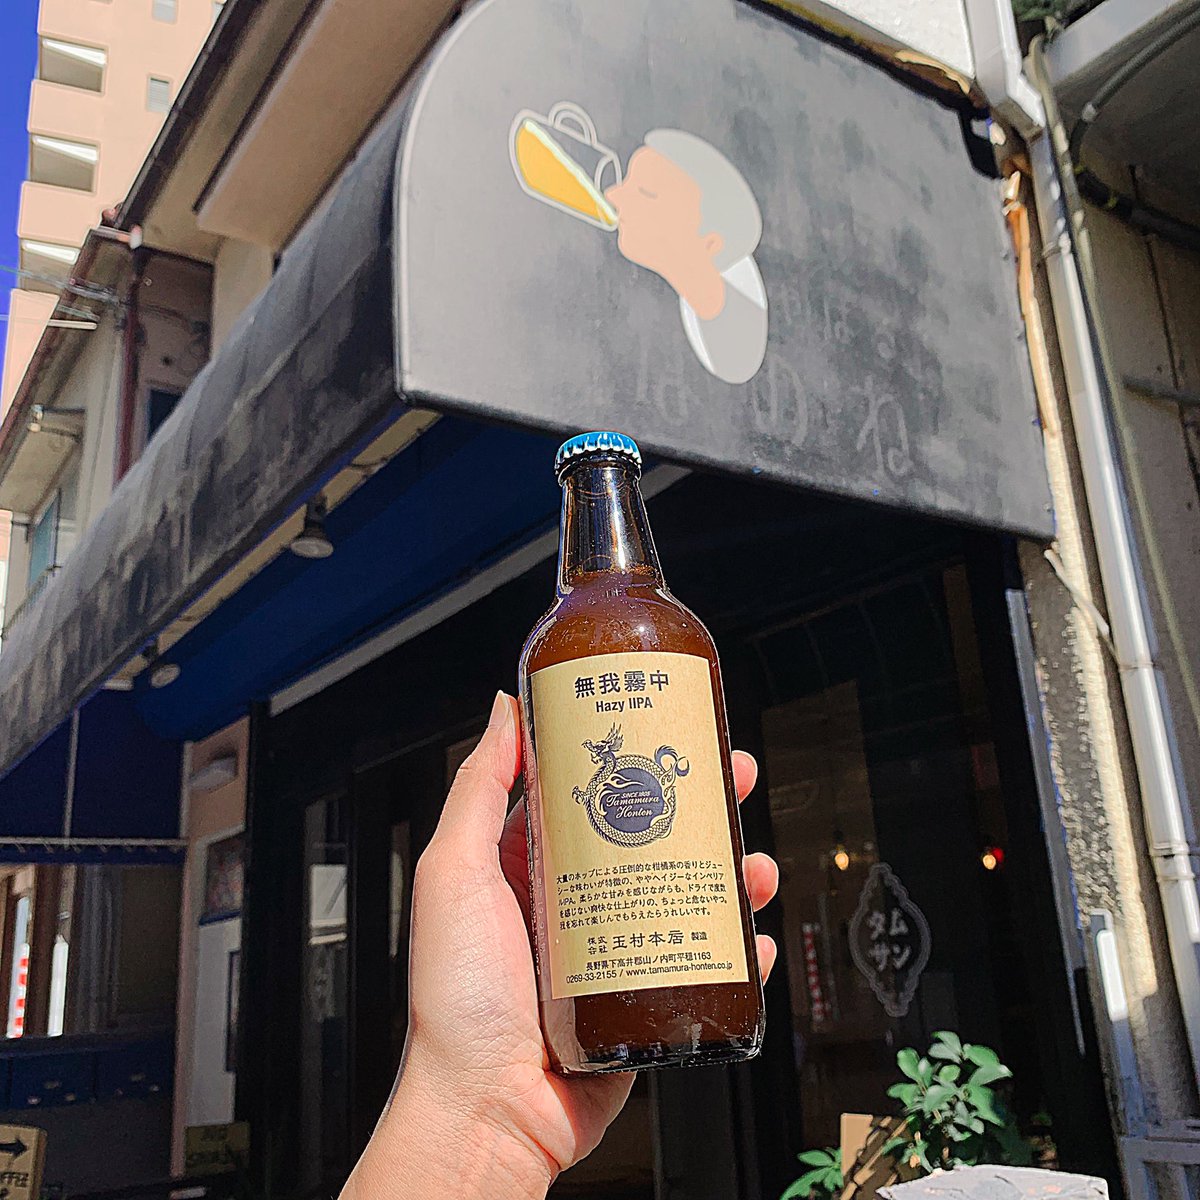 無我霧中
Hazy IIPA
SINCE 1805
Tamamura
Honten
大量のホップによる圧倒的な柑橘系の香りとジュー
シーな味わいが特徴の、ややヘイジーなインペリア
ルIPA。柔らかな甘みを感じながらも、ドライで度数
を感じない爽快な仕上がりの、ちょっと危ないやつ。
我を忘れて楽しんでもらえたらうれしいです。
株式会社 玉村本店 製造
長野県下高井郡山ノ内町平穏1163
0269-33-2155 / www.tamamura-honten.co.jp
タム
サン